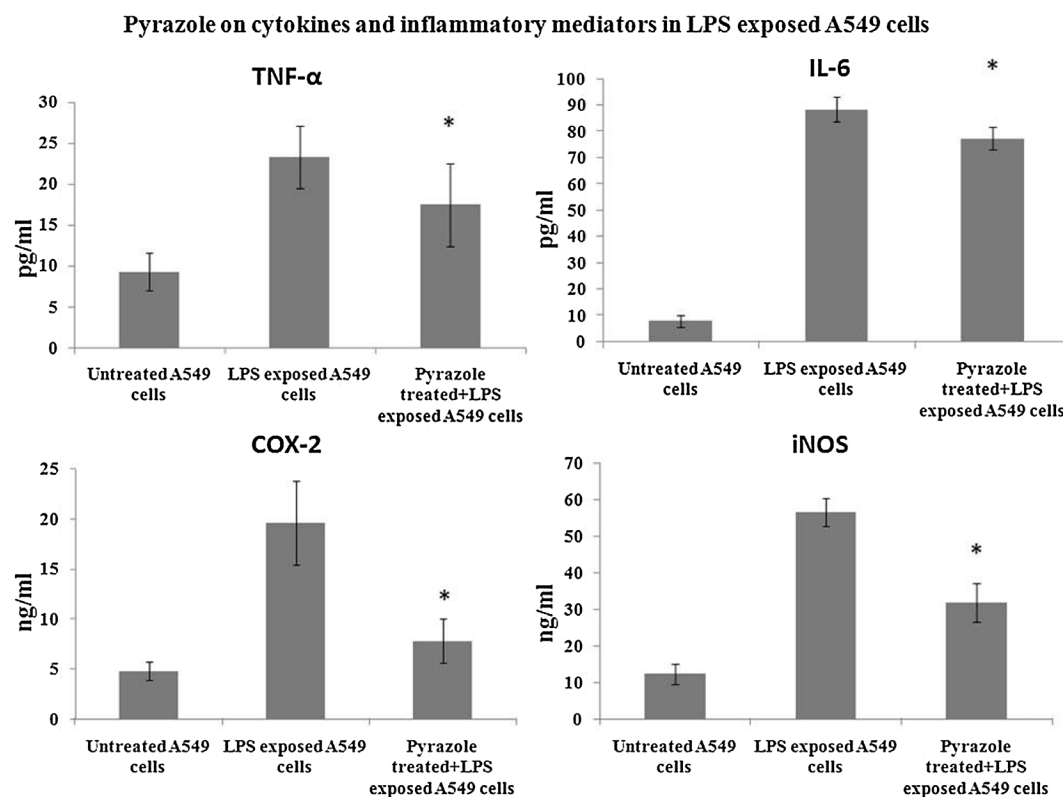 Pyrazole on cytokines and inflammatory mediators in LPS exposed A549 cells
TNF-α
30
25
20
15
10
5
0
pg/ml
*
Untreated A549
cells
LPS exposed A549
cells
Pyrazole
treated+LPS
exposed A549 cells
IL-6
100
90
80
70
60
50
40
30
20
10
0
pg/ml
*
Untreated A549
cells
LPS exposed A549
cells
Pyrazole
treated+LPS
exposed A549 cells
COX-2
25
20
15
10
5
0
ng/ml
*
Untreated A549
cells
LPS exposed A549
cells
Pyrazole
treated+LPS
exposed A549 cells
iNOS
70
60
50
40
30
20
10
0
ng/ml
*
Untreated A549
cells
LPS exposed A549
cells
Pyrazole
treated+LPS
exposed A549 cells